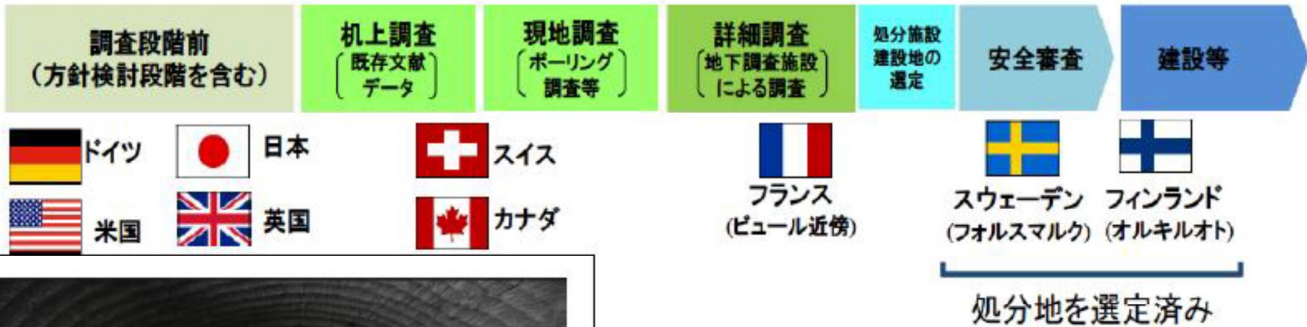 調査段階前
（方針検討段階を含む）
机上調査
〔既存文献
データ〕
現地調査
〔ボーリング
調査等〕
詳細調査
〔地下調査施設
による調査〕
処分施設
建設地の
選定
安全審査
建設等
ドイツ
日本
スイス
米国
英国
カナダ
フランス
(ビュール近傍)
スウェーデン
(フォルスマルク)
フィンランド
(オルキルオト)
処分地を選定済み